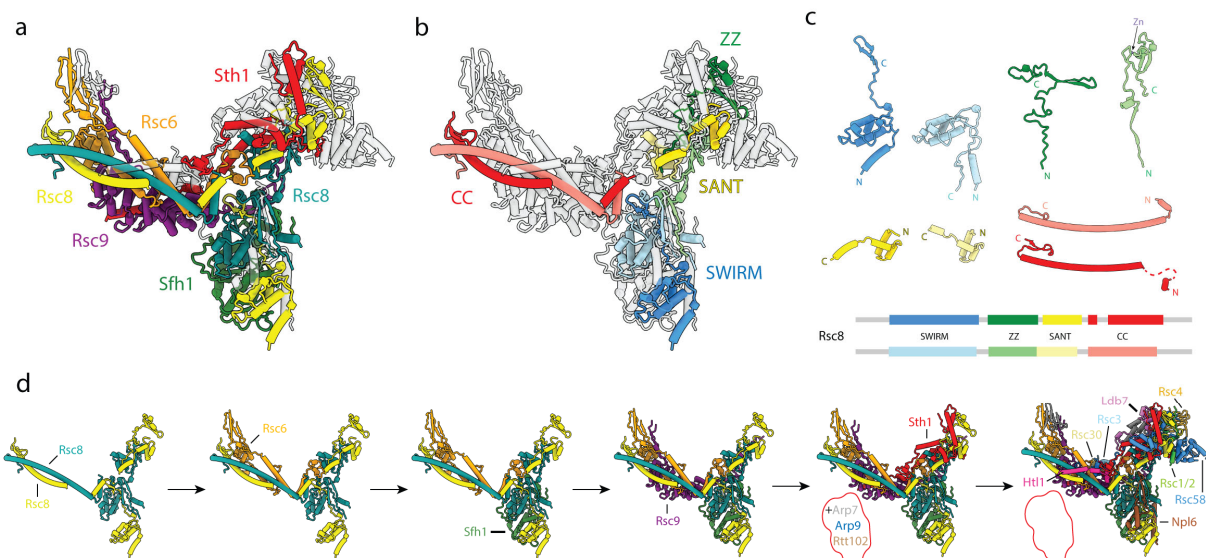 a
Sth1
Rsc6
Rsc8
Rsc8
Rsc9
Sfh1
b
ZZ
CC
SANT
SWIRM
c
Zn
C
N
C
N
C
N
C
N
N
C
N
C
C
N
C
N
Rsc8
SWIRM ZZ SANT CC
d
Rsc8
Rsc8
Rsc6
Sfh1
Rsc9
Sth1
+Arp7
Arp9
Rtt102
Ldb7
Rsc4
Rsc3
Rsc30
Htl1
Rsc1/2
Rsc58
Npl6